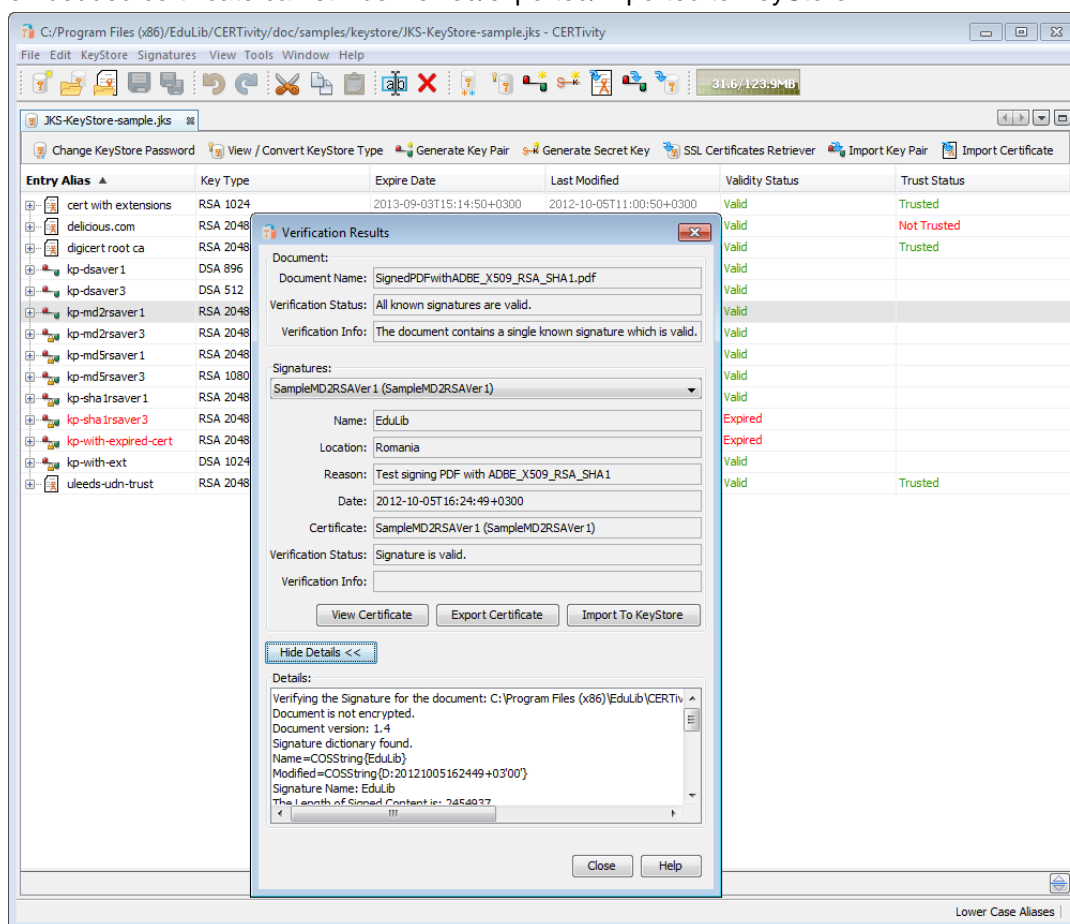 C:/Program Files (x86)/EduLib/CERTivity/doc/samples/keystore/JKS-KeyStore-sample.jks - CERTivity
File Edit KeyStore Signatures View Tools Window Help
31.6/123.9MB
JKS-KeyStore-sample.jks
Change KeyStore Password View / Convert KeyStore Type Generate Key Pair Generate Secret Key SSL Certificates Retriever Import Key Pair Import Certificate
Entry Alias Key Type Expire Date Last Modified Validity Status Trust Status
cert with extensions RSA 1024 2013-09-03T15:14:50+0300 2012-10-05T11:00:50+0300 Valid Trusted
delicious.com RSA 2048 Valid Not Trusted
digicert root ca RSA 2048 Valid Trusted
kp-dsaver1 DSA 896 Valid
kp-dsaver3 DSA 512 Valid
kp-md2rsaver1 RSA 2048 Valid
kp-md2rsaver3 RSA 2048 Valid
kp-md5rsaver1 RSA 2048 Valid
kp-md5rsaver3 RSA 1080 Valid
kp-sha1rsaver1 RSA 2048 Valid
kp-sha1rsaver3 RSA 2048 Expired
kp-with-expired-cert RSA 2048 Expired
kp-with-ext DSA 1024 Valid
uleeds-udn-trust RSA 2048 Valid Trusted
Verification Results
Document:
Document Name: SignedPDFwithADBE_X509_RSA_SHA1.pdf
Verification Status: All known signatures are valid.
Verification Info: The document contains a single known signature which is valid.
Signatures:
SampleMD2RSAVer1 (SampleMD2RSAVer1)
Name: EduLib
Location: Romania
Reason: Test signing PDF with ADBE_X509_RSA_SHA1
Date: 2012-10-05T16:24:49+0300
Certificate: SampleMD2RSAVer1 (SampleMD2RSAVer1)
Verification Status: Signature is valid.
Verification Info:
View Certificate Export Certificate Import To KeyStore
Hide Details <<
Details:
Verifying the Signature for the document: C:\Program Files (x86)\EduLib\CERTiv
Document is not encrypted.
Document version: 1.4
Signature dictionary found.
Name=COSString{EduLib}
Modified=COSString{D:20121005162449+03'00'}
Signature Name: EduLib
The Length of Signed Content is: 2454937
Close Help
Lower Case Aliases